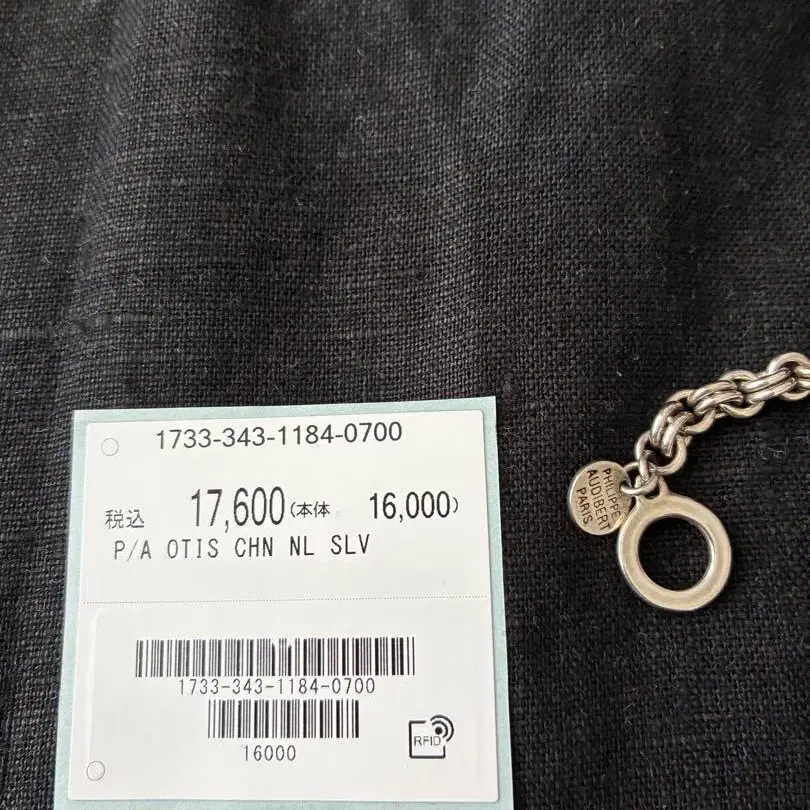 1733-343-1184-0700
税込 17,600(本体 16,000)
P/A OTIS CHN NL SLV
1733-343-1184-0700
16000
RFID
PHILIPPE
AUDIBERT
PARIS